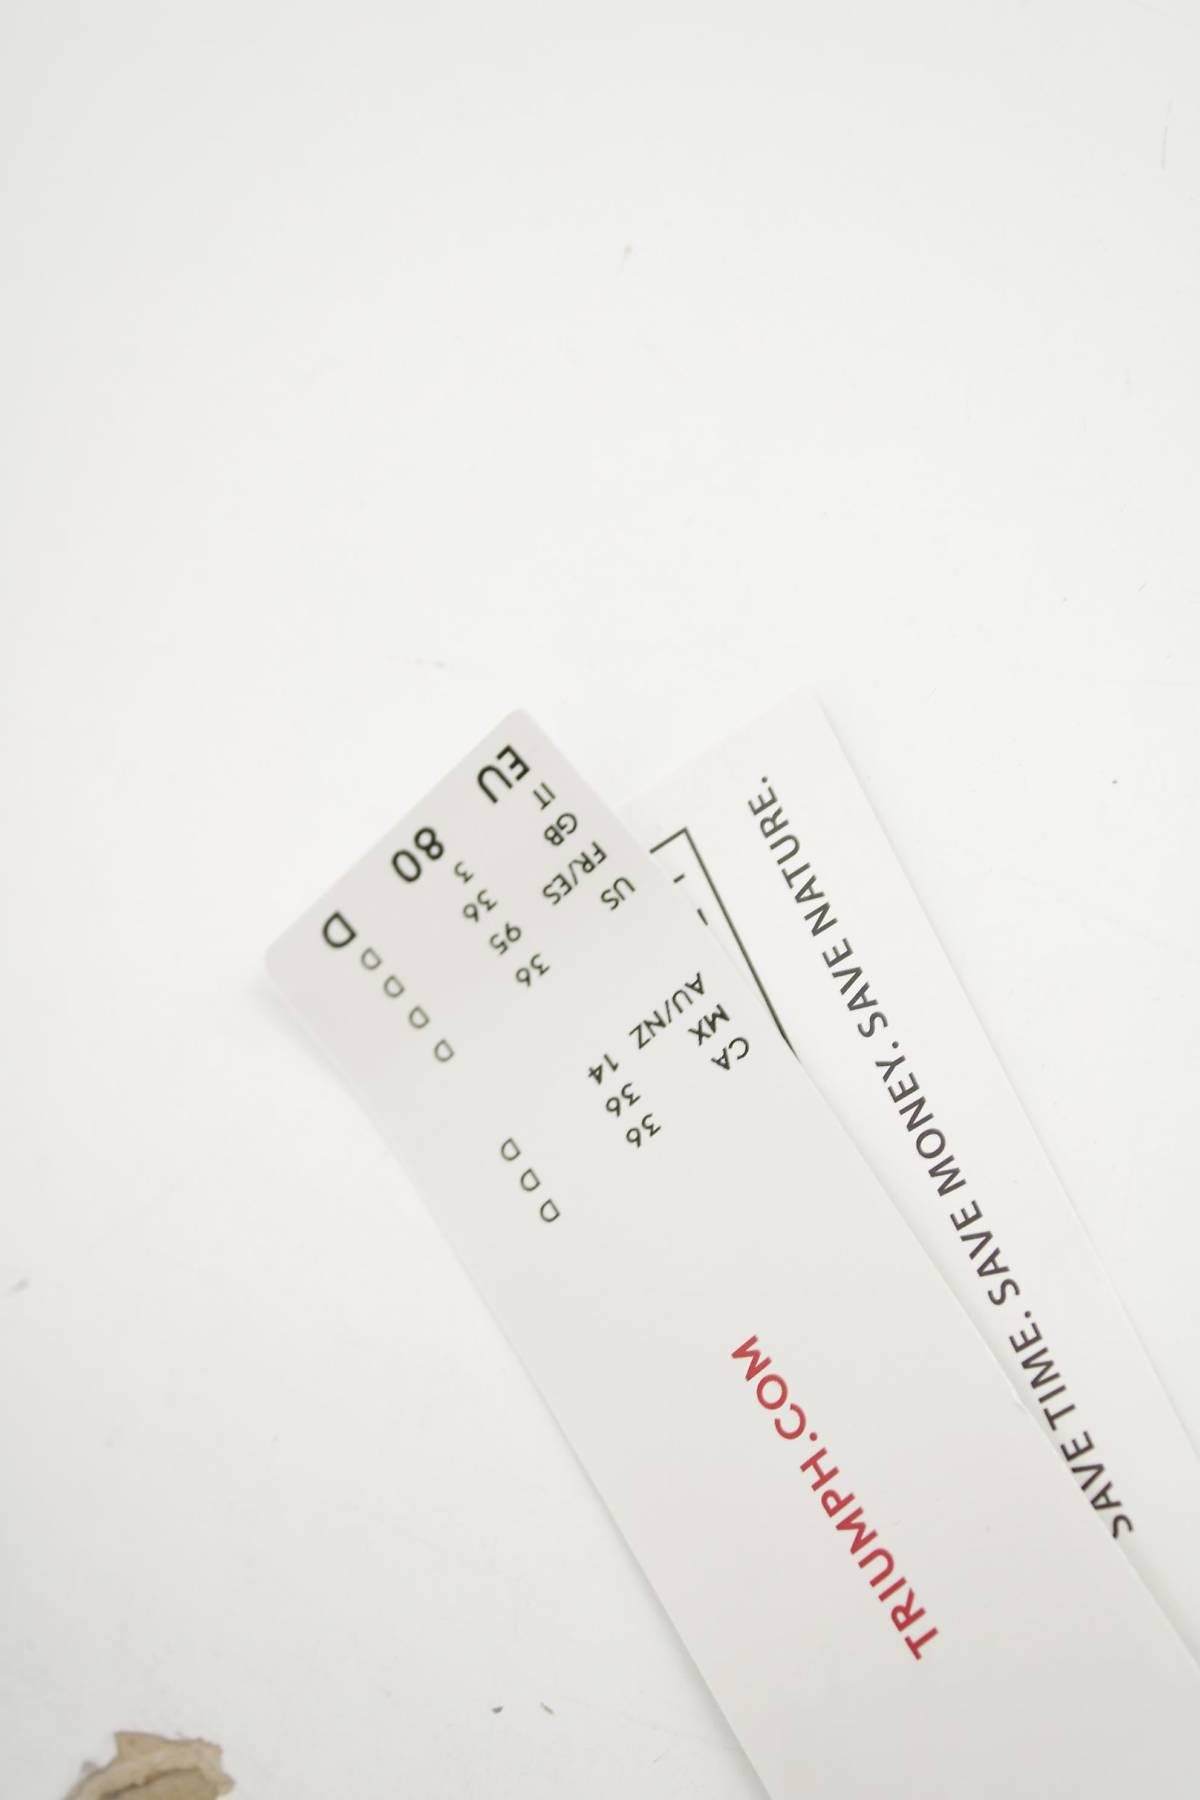 EU 80 D
IT 3 D
GB 36 D
FR/ES 95 D
US 36 D
AU/NZ 14 D
MX 36 D
CA 36 D
TRIUMPH.COM
SAVE TIME. SAVE MONEY. SAVE NATURE.